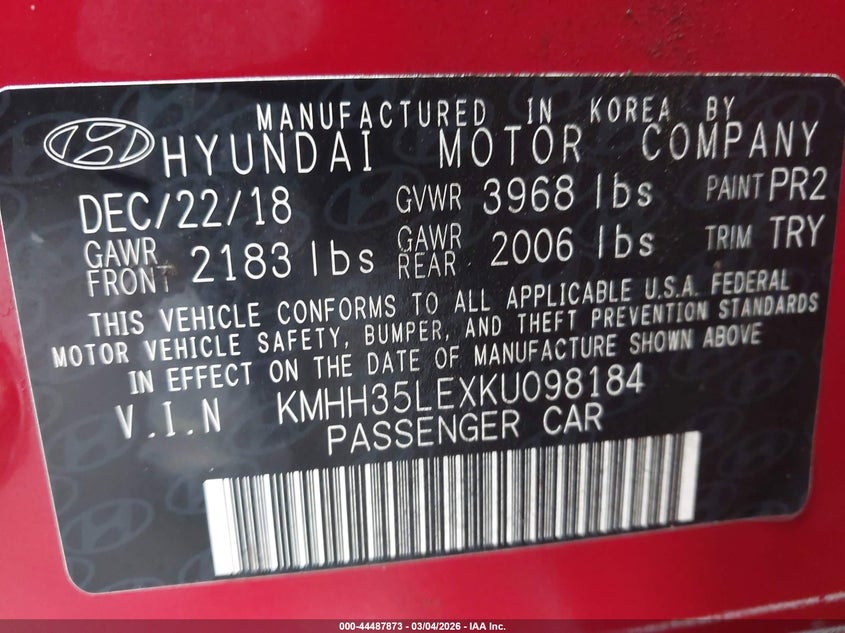 MANUFACTURED IN KOREA BY
HYUNDAI MOTOR COMPANY
DEC/22/18 GVWR 3968 lbs PAINT PR2
GAWR FRONT 2183 lbs GAWR REAR 2006 lbs TRIM TRY
THIS VEHICLE CONFORMS TO ALL APPLICABLE U.S.A. FEDERAL
MOTOR VEHICLE SAFETY, BUMPER, AND THEFT PREVENTION STANDARDS
IN EFFECT ON THE DATE OF MANUFACTURE SHOWN ABOVE
V.I.N KMHH35LEXKU098184
PASSENGER CAR
000-44487873 - 03/04/2026 - IAA Inc.